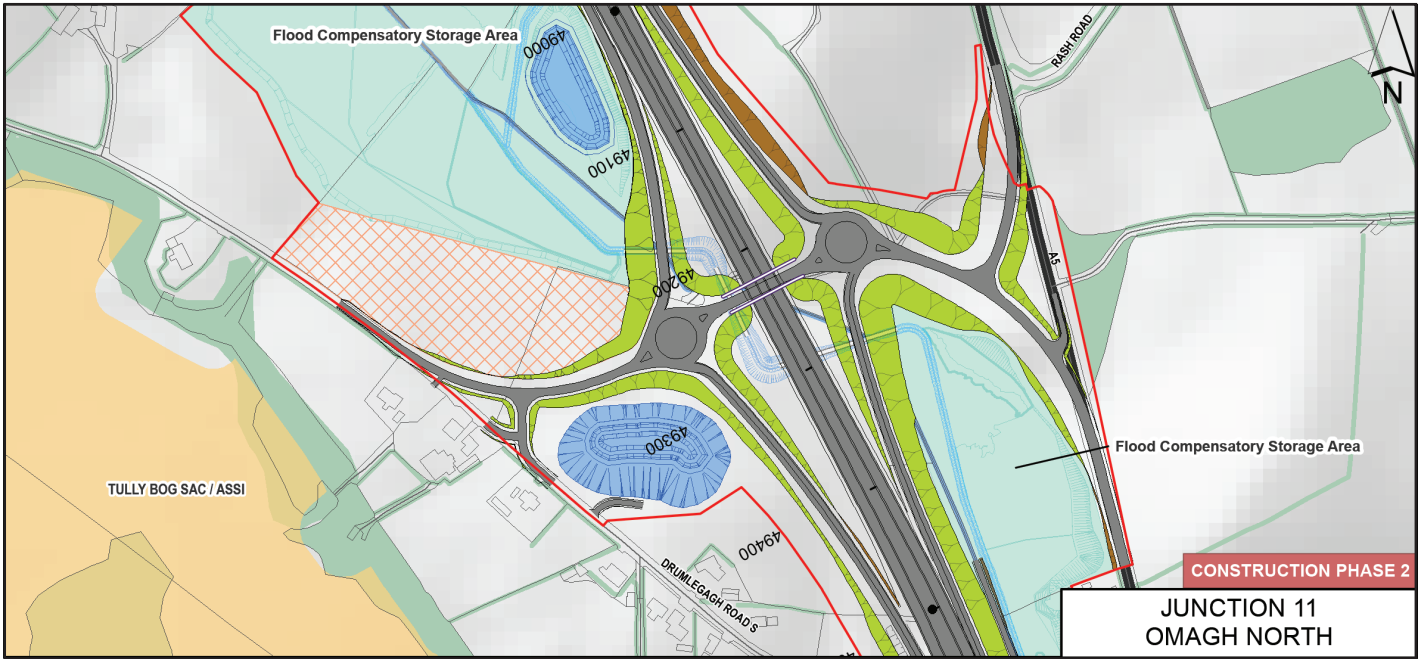 Flood Compensatory Storage Area
49000
RASH ROAD
N
49100
49200
A5
49300
Flood Compensatory Storage Area
TULLY BOG SAC / ASSI
49400
DRUMLEGAGH ROAD S
CONSTRUCTION PHASE 2
JUNCTION 11
OMAGH NORTH